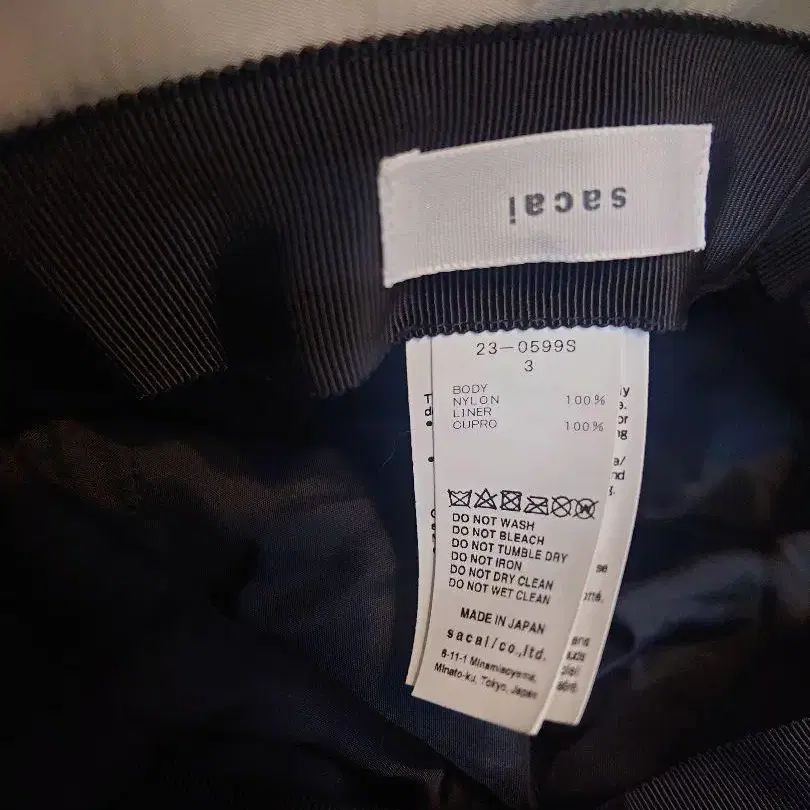 sacai
23-0599S
3
BODY
NYLON 100%
LINER
CUPRO 100%
DO NOT WASH
DO NOT BLEACH
DO NOT TUMBLE DRY
DO NOT IRON
DO NOT DRY CLEAN
DO NOT WET CLEAN
MADE IN JAPAN
sacai/co.,ltd.
6-11-1 Minamiaoyama,
Minato-ku, Tokyo, Japan